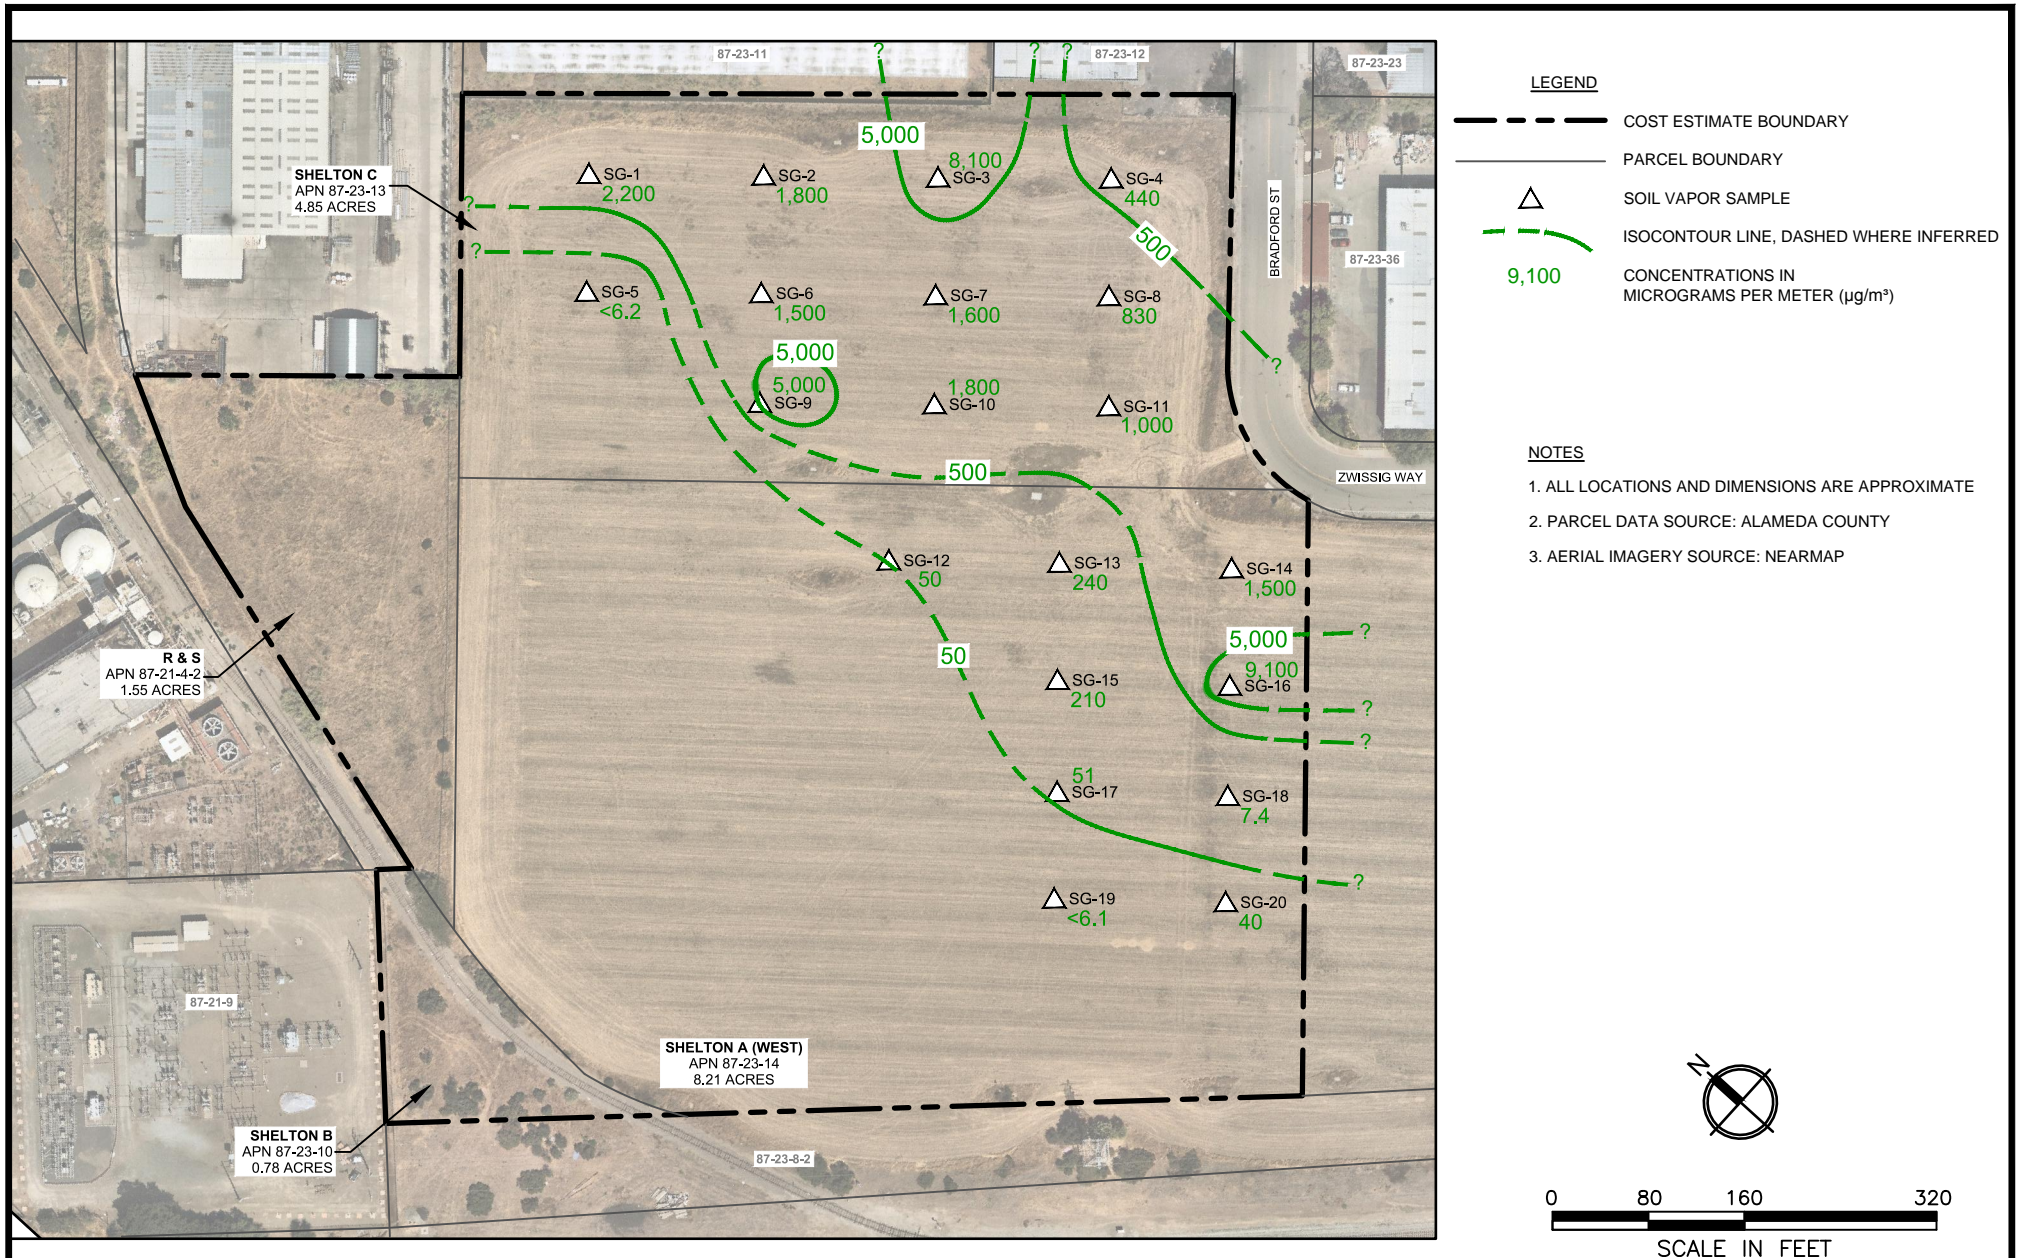 87-23-11
87-23-12
87-23-23
87-23-36
BRADFORD ST
ZWISSIG WAY
SHELTON C
APN 87-23-13
4.85 ACRES
? ? ?
5,000
8,100
SG-3
SG-1
2,200
SG-2
1,800
SG-4
440
500
?
?
?
SG-5
<6.2
SG-6
1,500
SG-7
1,600
SG-8
830
5,000
5,000
SG-9
1,800
SG-10
SG-11
1,000
500
SG-12
50
SG-13
240
SG-14
1,500
50
5,000
?
9,100
SG-16
?
?
SG-15
210
51
SG-17
SG-18
7.4
?
SG-19
<6.1
SG-20
40
R & S
APN 87-21-4-2
1.55 ACRES
87-21-9
SHELTON A (WEST)
APN 87-23-14
8.21 ACRES
SHELTON B
APN 87-23-10
0.78 ACRES
87-23-8-2
LEGEND
COST ESTIMATE BOUNDARY
PARCEL BOUNDARY
SOIL VAPOR SAMPLE
ISOCONTOUR LINE, DASHED WHERE INFERRED
9,100
CONCENTRATIONS IN
MICROGRAMS PER METER (µg/m³)
NOTES
1. ALL LOCATIONS AND DIMENSIONS ARE APPROXIMATE
2. PARCEL DATA SOURCE: ALAMEDA COUNTY
3. AERIAL IMAGERY SOURCE: NEARMAP
N
0 80 160 320
SCALE IN FEET